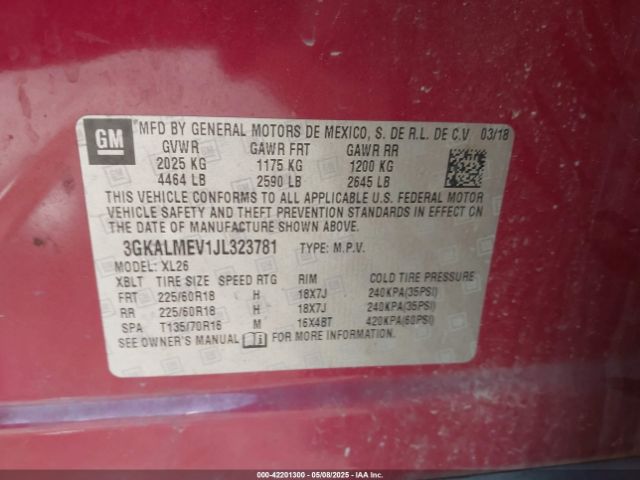 GM
MFD BY GENERAL MOTORS DE MEXICO, S. DE R.L. DE C.V. 03/18
GVWR GAWR FRT GAWR RR
2025 KG 1175 KG 1200 KG
4464 LB 2590 LB 2645 LB
THIS VEHICLE CONFORMS TO ALL APPLICABLE U.S. FEDERAL MOTOR
VEHICLE SAFETY AND THEFT PREVENTION STANDARDS IN EFFECT ON
THE DATE OF MANUFACTURE SHOWN ABOVE.
3GKALMEV1JL323781 TYPE: M.P.V.
MODEL: XL26
XBLT TIRE SIZE SPEED RTG RIM COLD TIRE PRESSURE
FRT 225/60R18 H 18X7J 240KPA(35PSI)
RR 225/60R18 H 18X7J 240KPA(35PSI)
SPA T135/70R16 M 16X4BT 420KPA(60PSI)
SEE OWNER'S MANUAL FOR MORE INFORMATION.
000-42201300 - 05/08/2025 - IAA Inc.